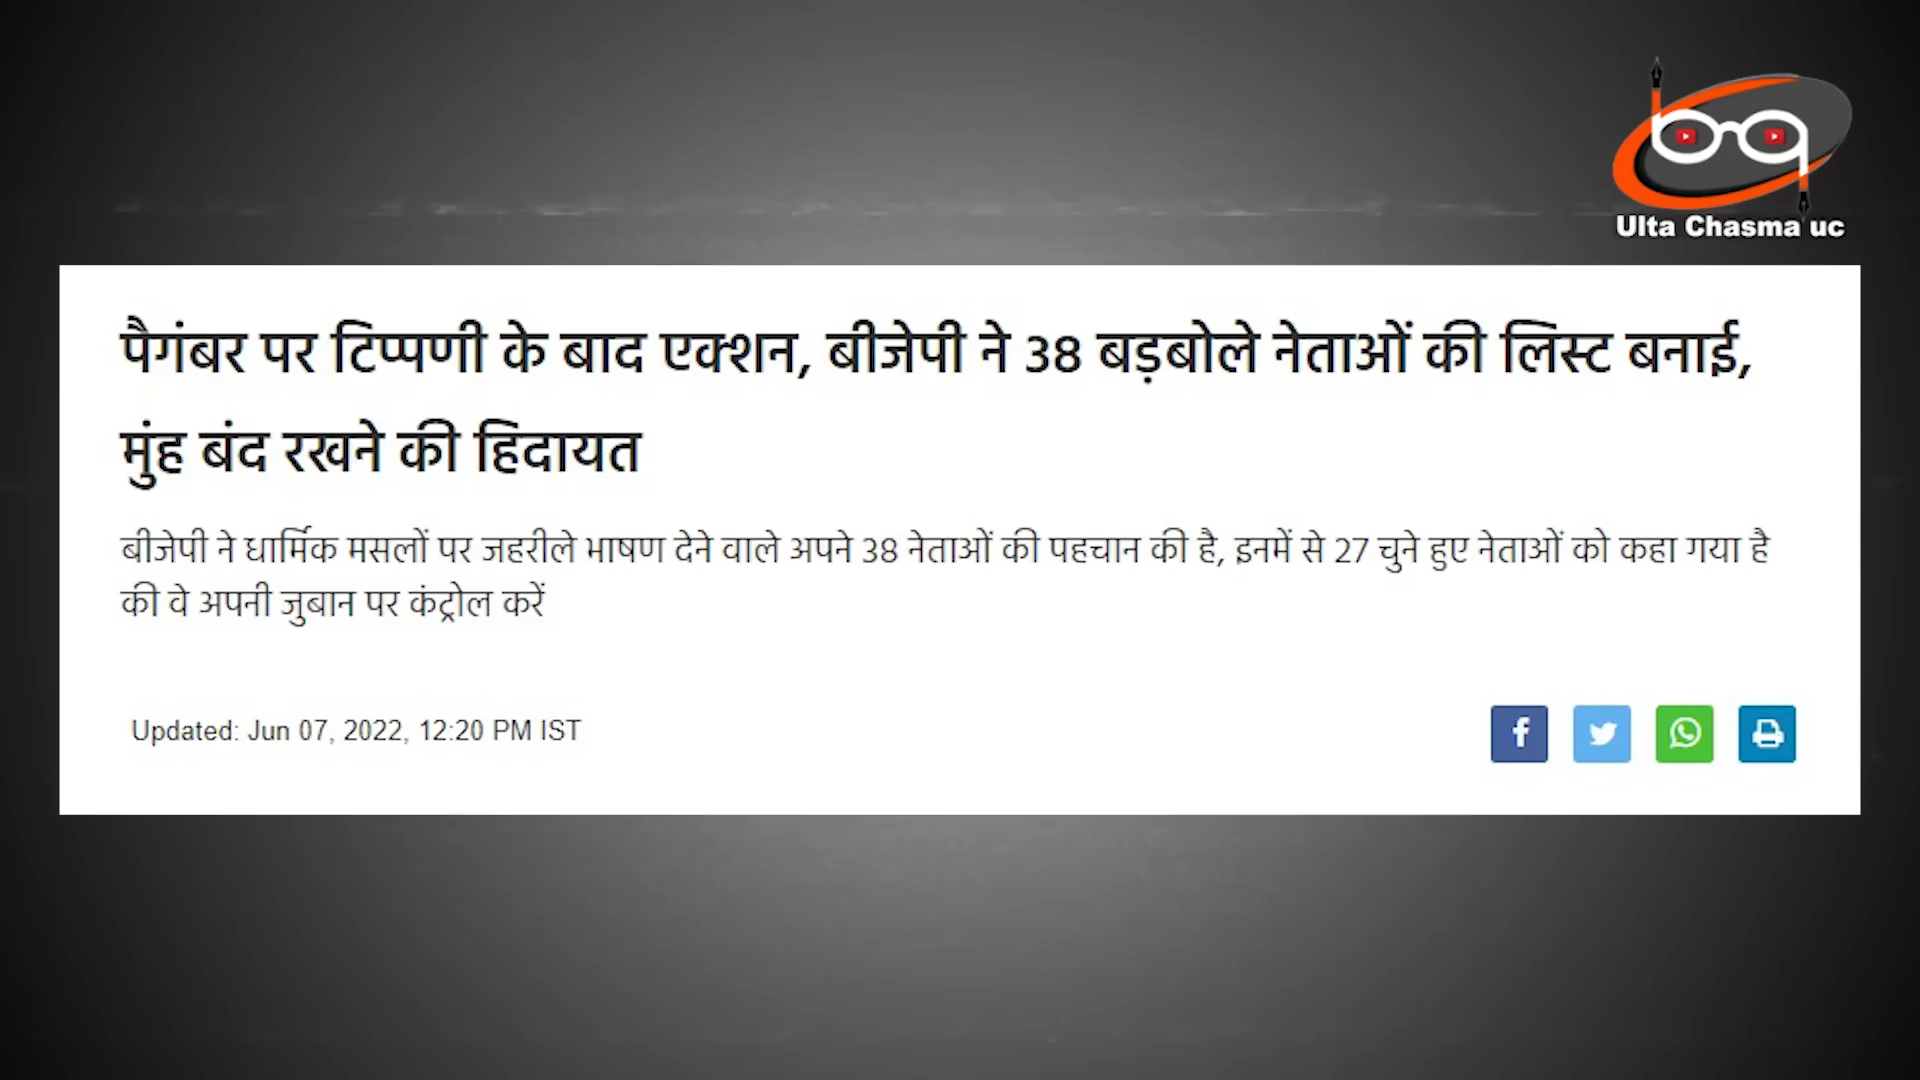 Ulta Chasma uc
पैगंबर पर टिप्पणी के बाद एक्शन, बीजेपी ने 38 बड़बोले नेताओं की लिस्ट बनाई,
मुंह बंद रखने की हिदायत
बीजेपी ने धार्मिक मसलों पर जहरीले भाषण देने वाले अपने 38 नेताओं की पहचान की है, इनमें से 27 चुने हुए नेताओं को कहा गया है
की वे अपनी जुबान पर कंट्रोल करें
Updated: Jun 07, 2022, 12:20 PM IST